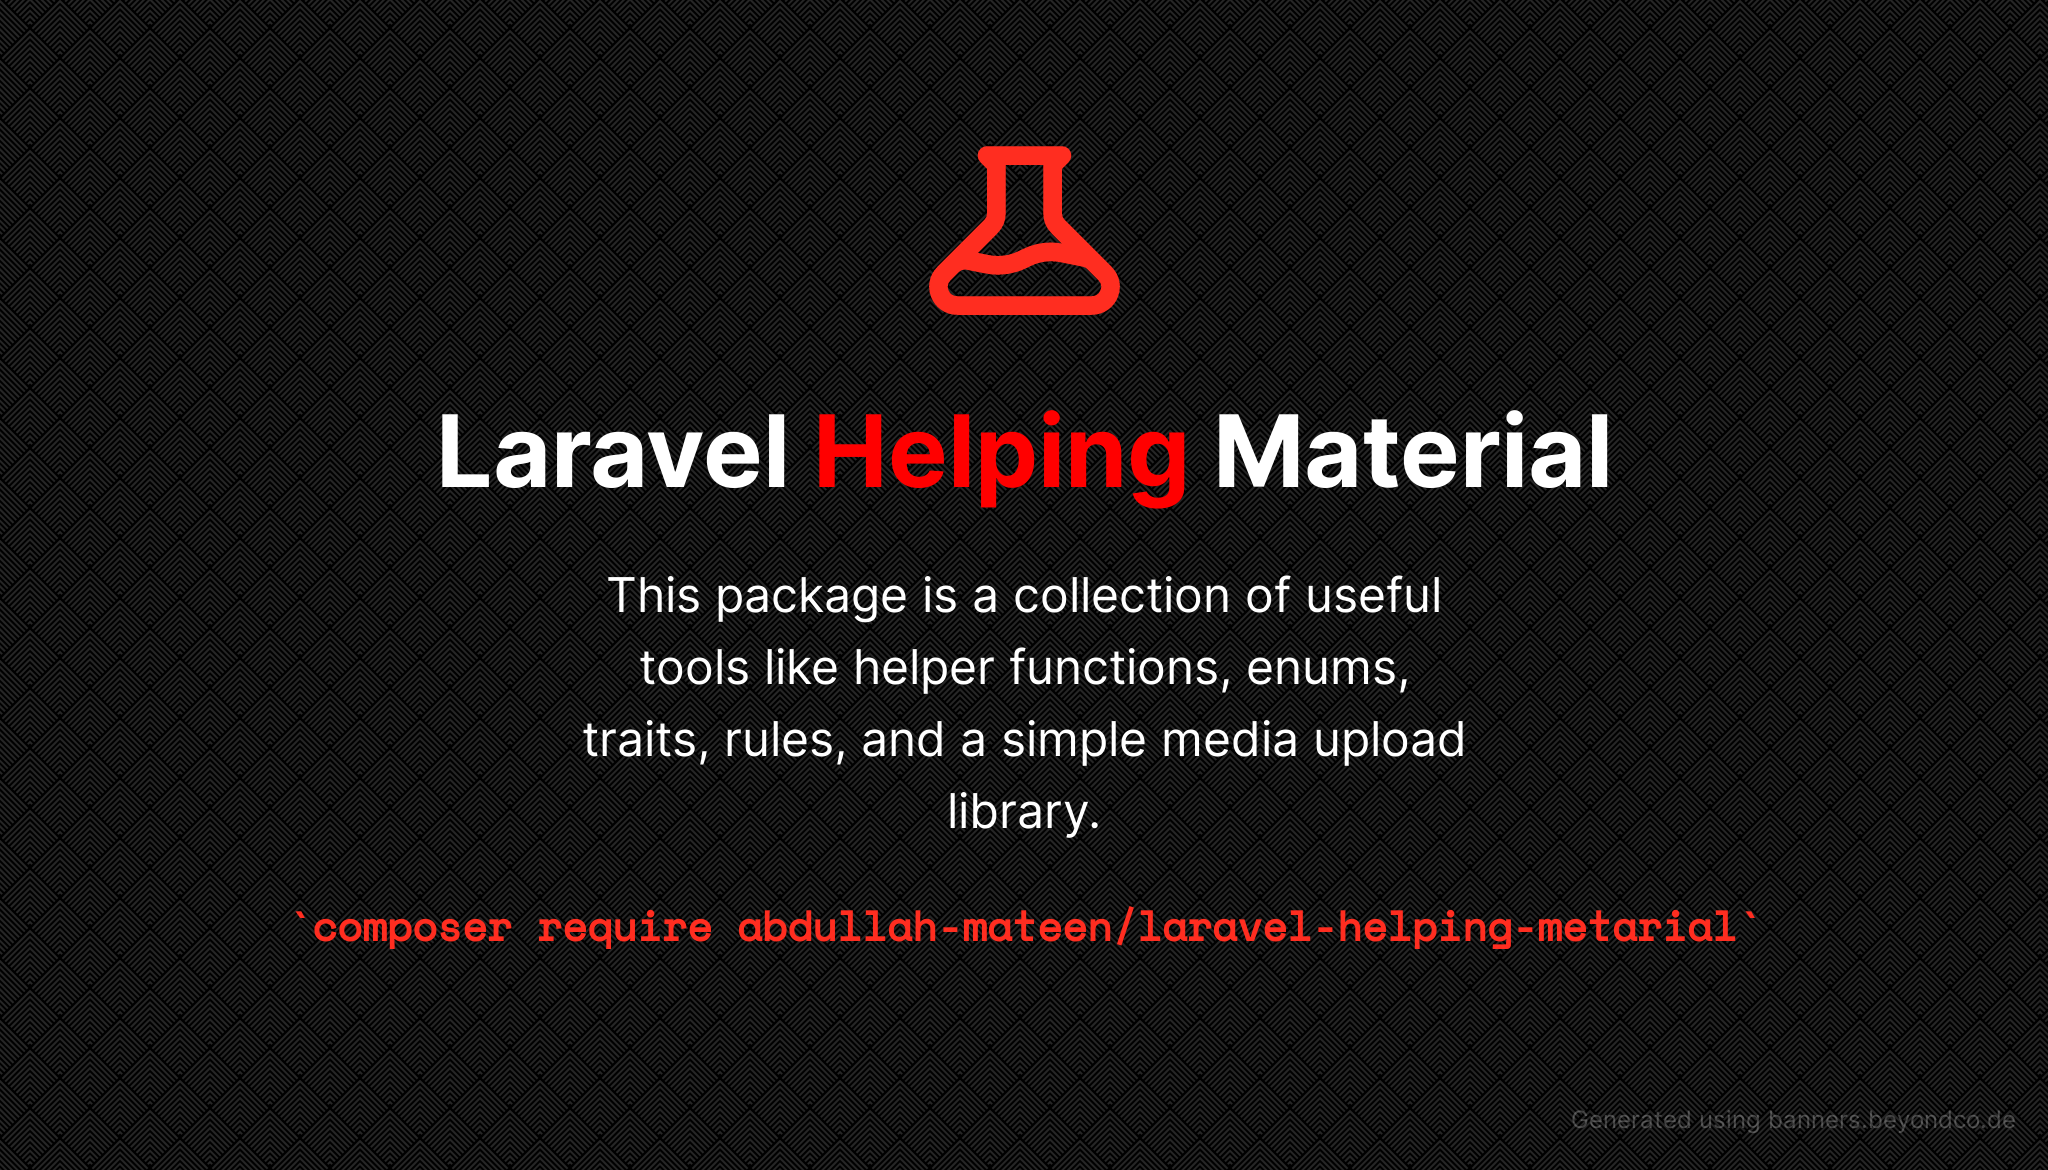 Laravel Helping Material
This package is a collection of useful
tools like helper functions, enums,
traits, rules, and a simple media upload
library.
`composer require abdullah-mateen/laravel-helping-metarial`
Generated using banners.beyondco.de